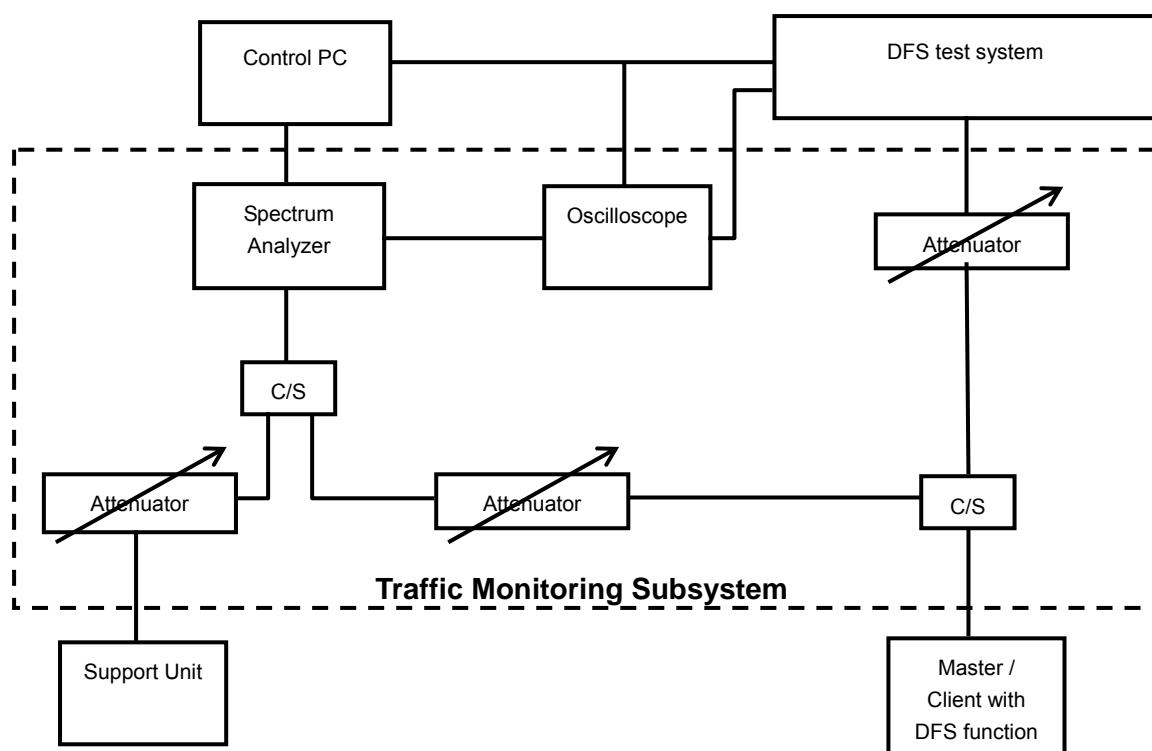 Control PC
DFS test system
Spectrum
Analyzer
Oscilloscope
Attenuator
C/S
Attenuator
Attenuator
C/S
Traffic Monitoring Subsystem
Support Unit
Master /
Client with
DFS function